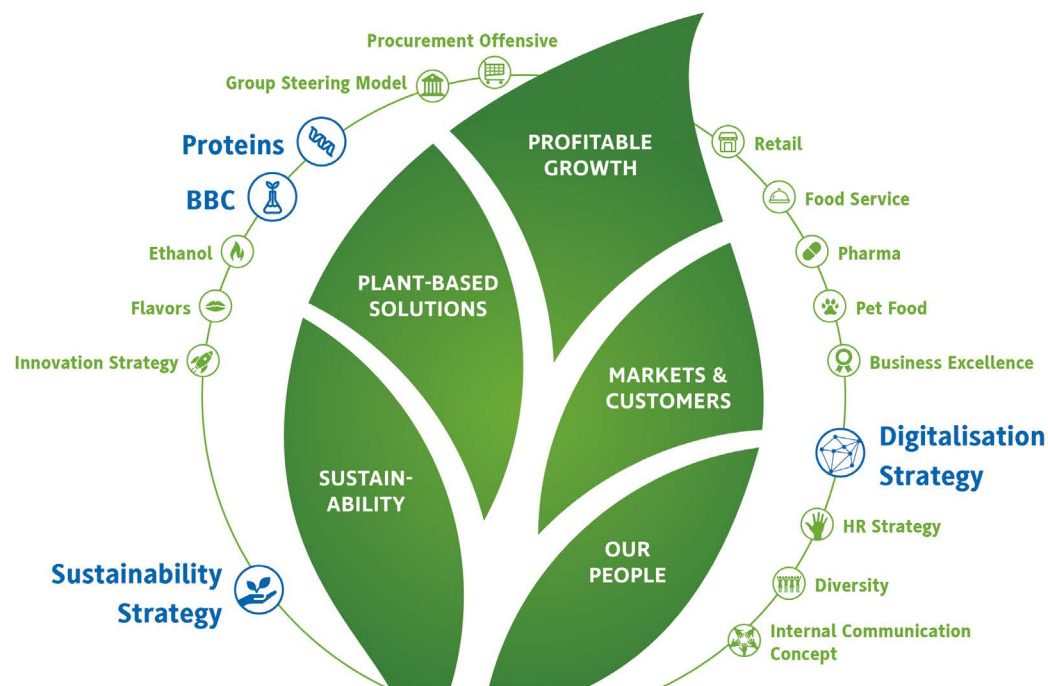 Procurement Offensive
Group Steering Model
Proteins
BBC
Ethanol
Flavors
Innovation Strategy
Sustainability
Strategy
PROFITABLE
GROWTH
PLANT-BASED
SOLUTIONS
MARKETS &
CUSTOMERS
SUSTAIN-
ABILITY
OUR
PEOPLE
Retail
Food Service
Pharma
Pet Food
Business Excellence
Digitalisation
Strategy
HR Strategy
Diversity
Internal Communication
Concept